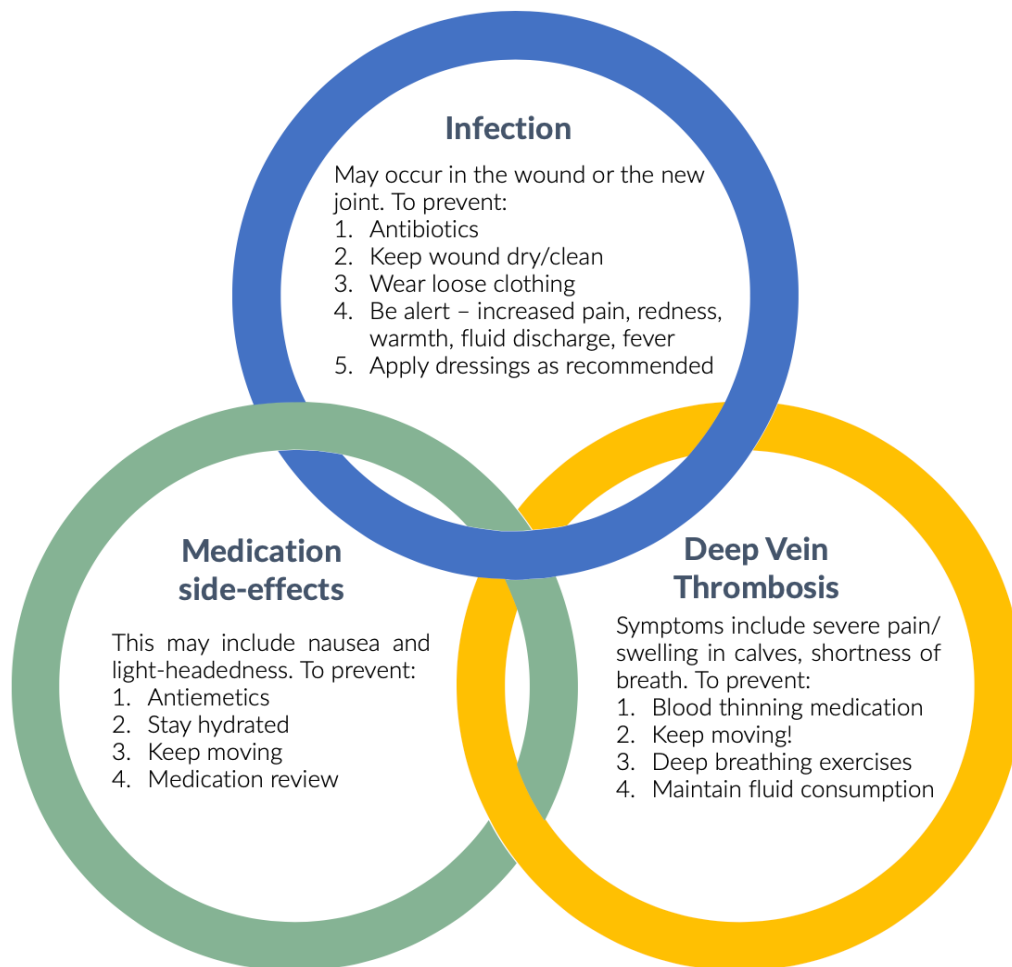 Infection
May occur in the wound or the new
joint. To prevent:
1. Antibiotics
2. Keep wound dry/clean
3. Wear loose clothing
4. Be alert – increased pain, redness,
warmth, fluid discharge, fever
5. Apply dressings as recommended
Medication
side-effects
This may include nausea and
light-headedness. To prevent:
1. Antiemetics
2. Stay hydrated
3. Keep moving
4. Medication review
Deep Vein
Thrombosis
Symptoms include severe pain/
swelling in calves, shortness of
breath. To prevent:
1. Blood thinning medication
2. Keep moving!
3. Deep breathing exercises
4. Maintain fluid consumption